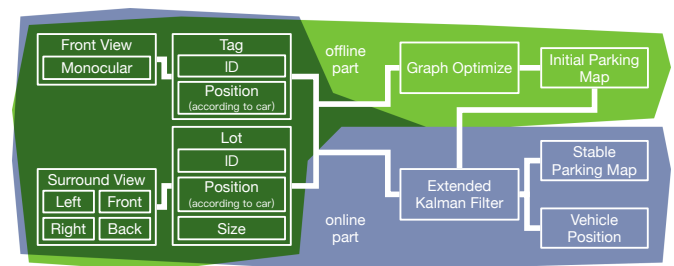 Front View
Monocular
Tag
ID
Position
(according to car)
offline
part
Graph Optimize
Initial Parking
Map
Lot
ID
Position
(according to car)
Size
Surround View
Left
Front
Right
Back
online
part
Extended
Kalman Filter
Stable
Parking Map
Vehicle
Position